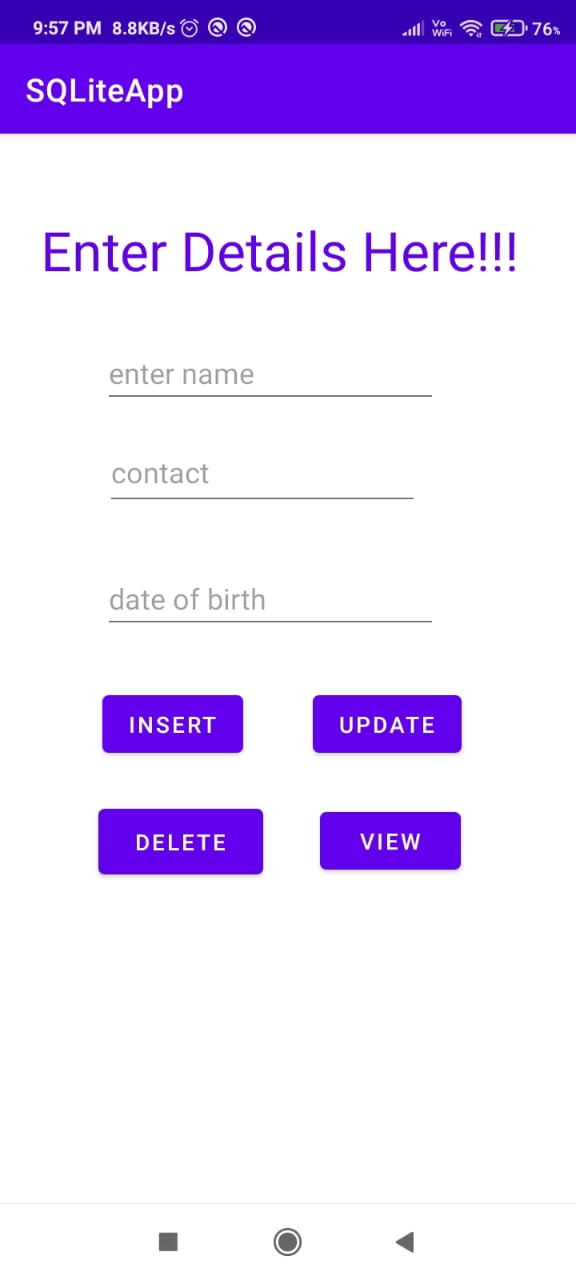 9:57 PM 8.8KB/s Vo WiFi 76%
SQLiteApp
Enter Details Here!!!
enter name
contact
date of birth
INSERT UPDATE
DELETE VIEW